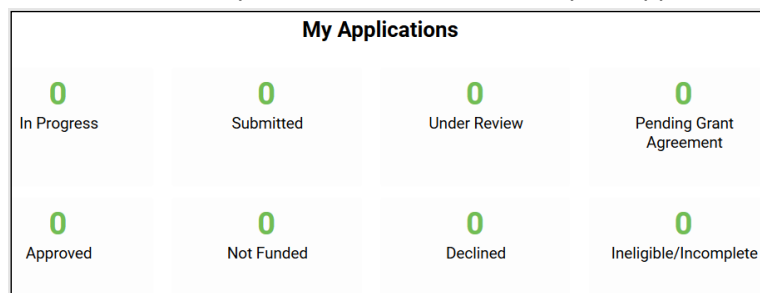 My Applications
0 0 0 0
In Progress Submitted Under Review Pending Grant
Agreement
0 0 0 0
Approved Not Funded Declined Ineligible/Incomplete